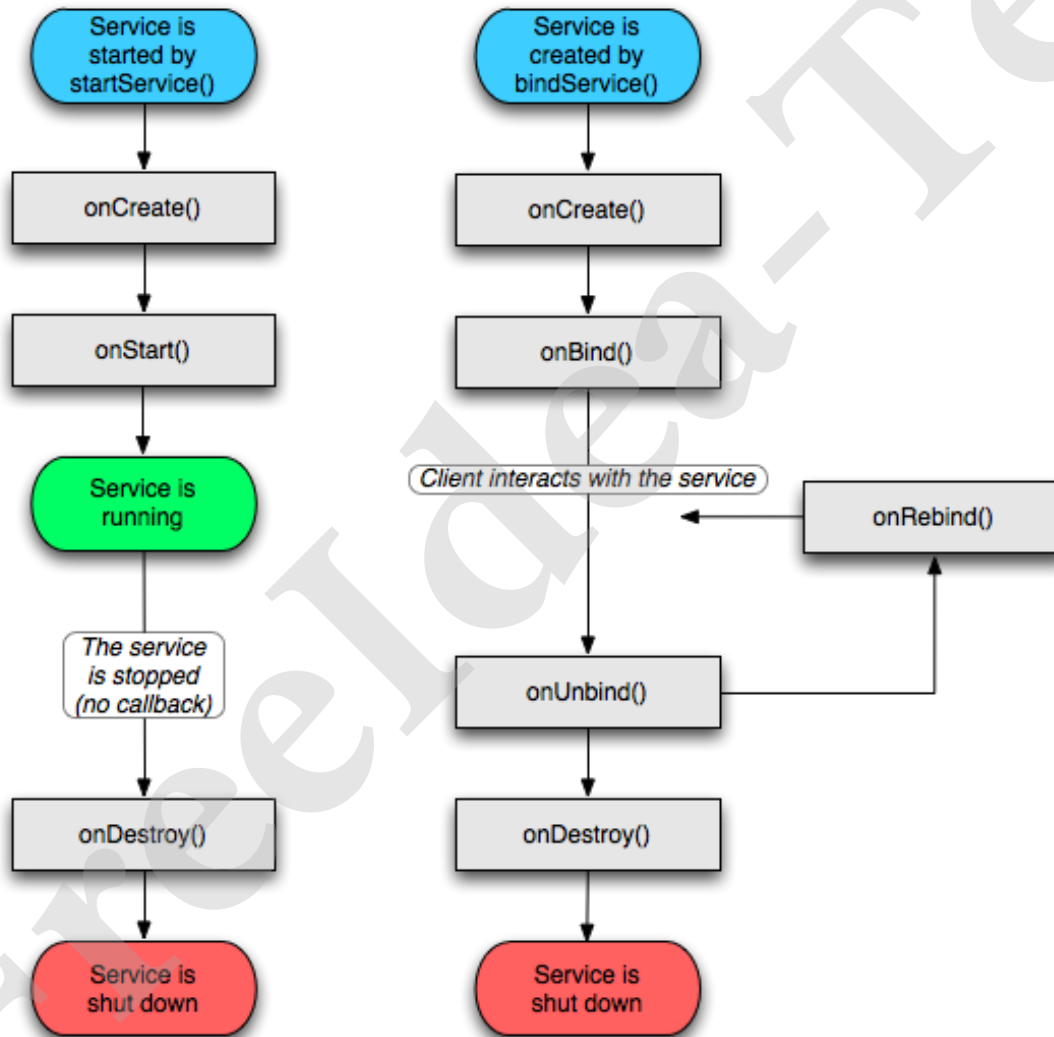 Service is
started by
startService()
onCreate()
onStart()
Service is
running
The service
is stopped
(no callback)
onDestroy()
Service is
shut down
Service is
created by
bindService()
onCreate()
onBind()
Client interacts with the service
onRebind()
onUnbind()
onDestroy()
Service is
shut down
FreeIdea-Te